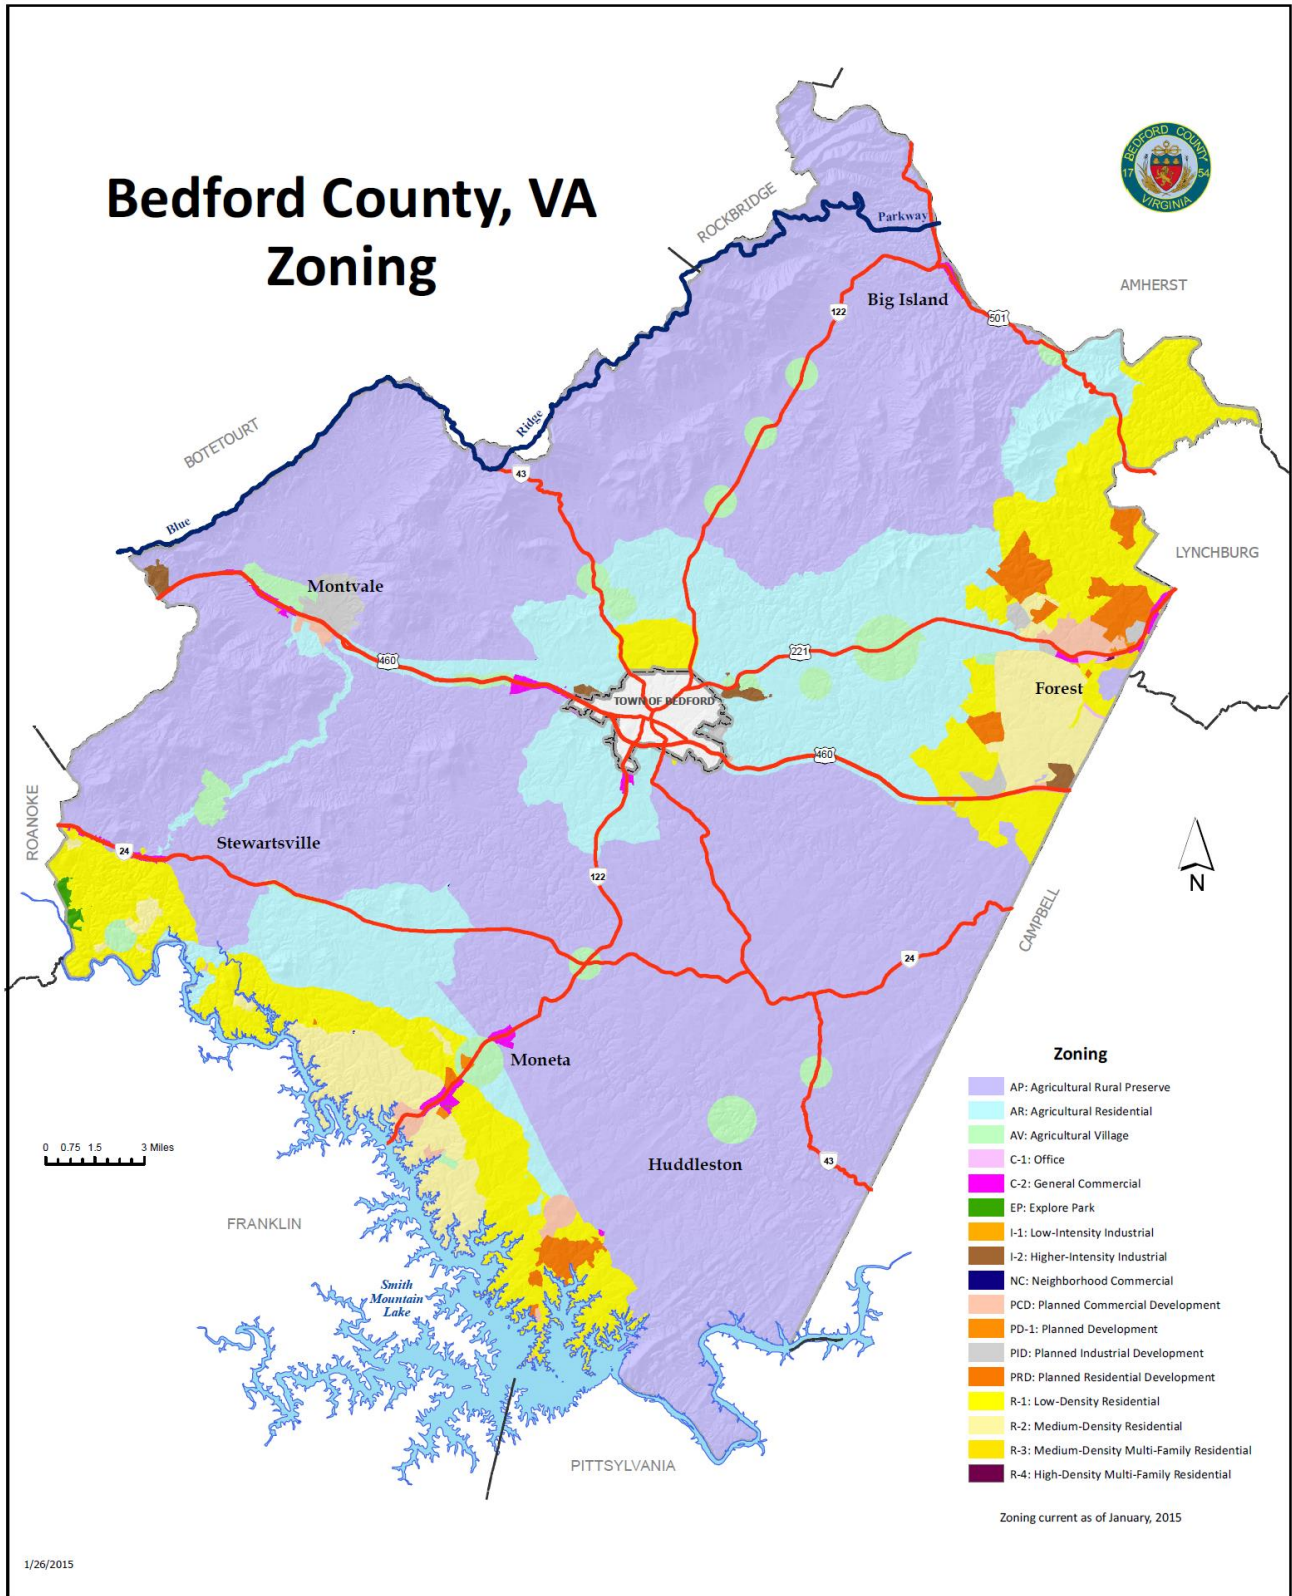 Bedford County, VA
Zoning
BEDFORD COUNTY
17 54
VIRGINIA
ROCKBRIDGE
Parkway
AMHERST
Big Island
122
501
BOTETOURT
Ridge
43
Blue
LYNCHBURG
Montvale
460
221
Forest
TOWN OF BEDFORD
460
ROANOKE
24
Stewartsville
122
N
CAMPBELL
24
Moneta
0 0.75 1.5 3 Miles
Huddleston
43
FRANKLIN
Smith
Mountain
Lake
PITTSYLVANIA
Zoning
AP: Agricultural Rural Preserve
AR: Agricultural Residential
AV: Agricultural Village
C-1: Office
C-2: General Commercial
EP: Explore Park
I-1: Low-Intensity Industrial
I-2: Higher-Intensity Industrial
NC: Neighborhood Commercial
PCD: Planned Commercial Development
PD-1: Planned Development
PID: Planned Industrial Development
PRD: Planned Residential Development
R-1: Low-Density Residential
R-2: Medium-Density Residential
R-3: Medium-Density Multi-Family Residential
R-4: High-Density Multi-Family Residential
Zoning current as of January, 2015
1/26/2015